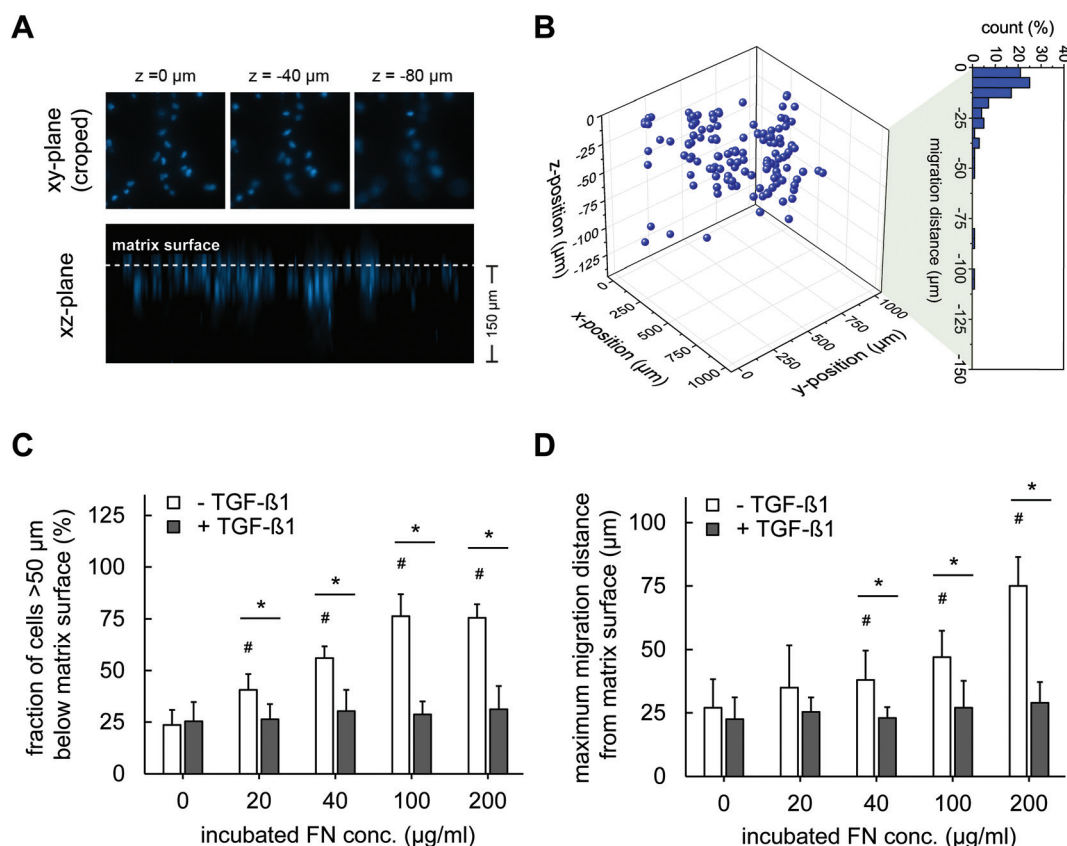 A
z =0 µm z = -40 µm z = -80 µm
xy-plane
(croped)
matrix surface
xz-plane
150 µm
B
0
-25
-50
-75
-100
-125
z-position (µm)
0
250
500
750
1000
x-position (µm)
0
250
500
750
1000
y-position (µm)
count (%)
0 10 20 30 40
0
-25
-50
-75
-100
-125
-150
migration distance (µm)
C
- TGF-ß1
+ TGF-ß1
fraction of cells >50 µm
below matrix surface (%)
125
100
75
50
25
0
# * # * # * # *
0 20 40 100 200
incubated FN conc. (µg/ml)
D
- TGF-ß1
+ TGF-ß1
maximum migration distance
from matrix surface (µm)
100
75
50
25
0
# * # * # *
0 20 40 100 200
incubated FN conc. (µg/ml)